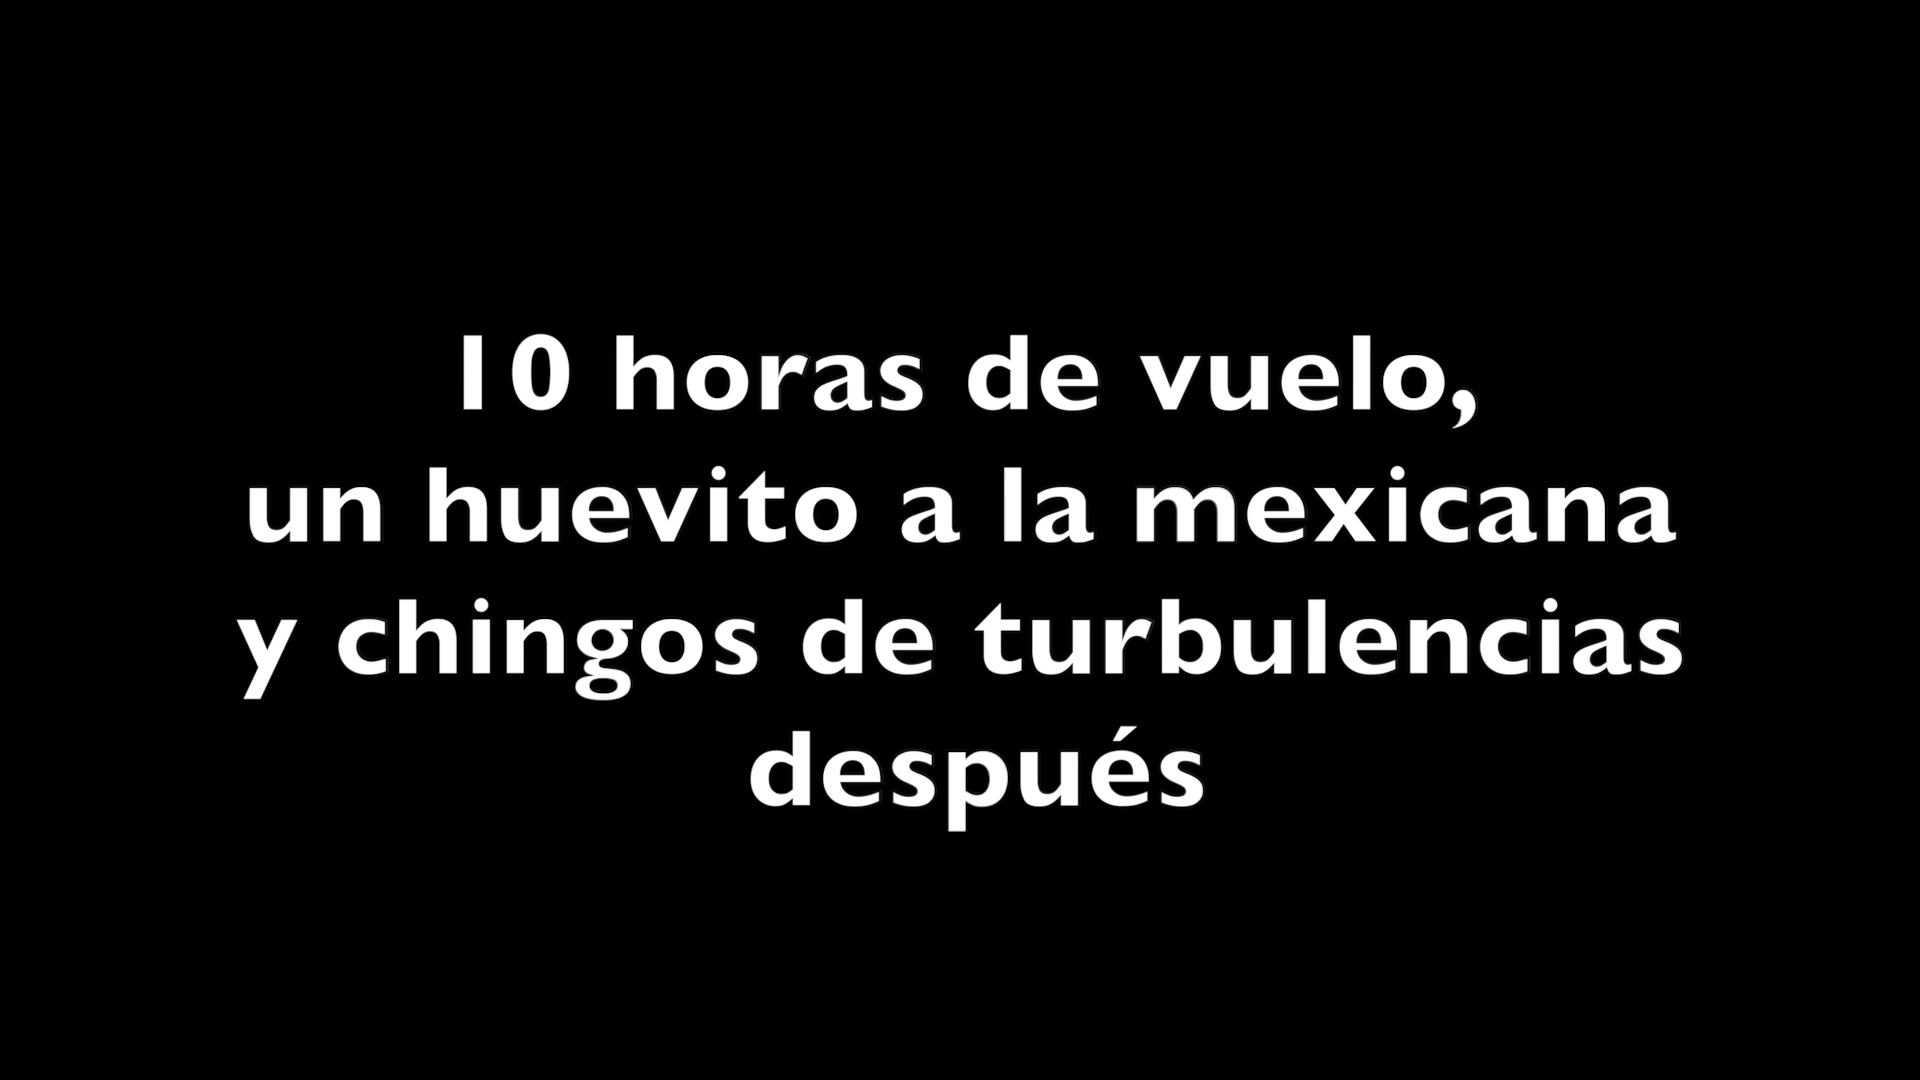 10 horas de vuelo,
un huevito a la mexicana
y chingos de turbulencias
después